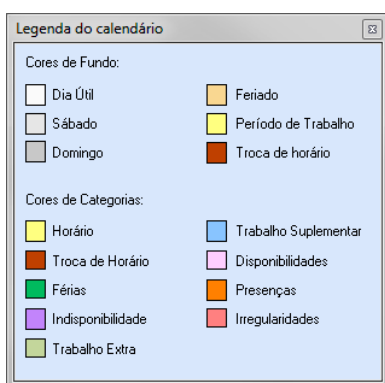 Legenda do calendário
Cores de Fundo:
Dia Útil
Feriado
Sábado
Período de Trabalho
Domingo
Troca de horário
Cores de Categorias:
Horário
Trabalho Suplementar
Troca de Horário
Disponibilidades
Férias
Presenças
Indisponibilidade
Irregularidades
Trabalho Extra